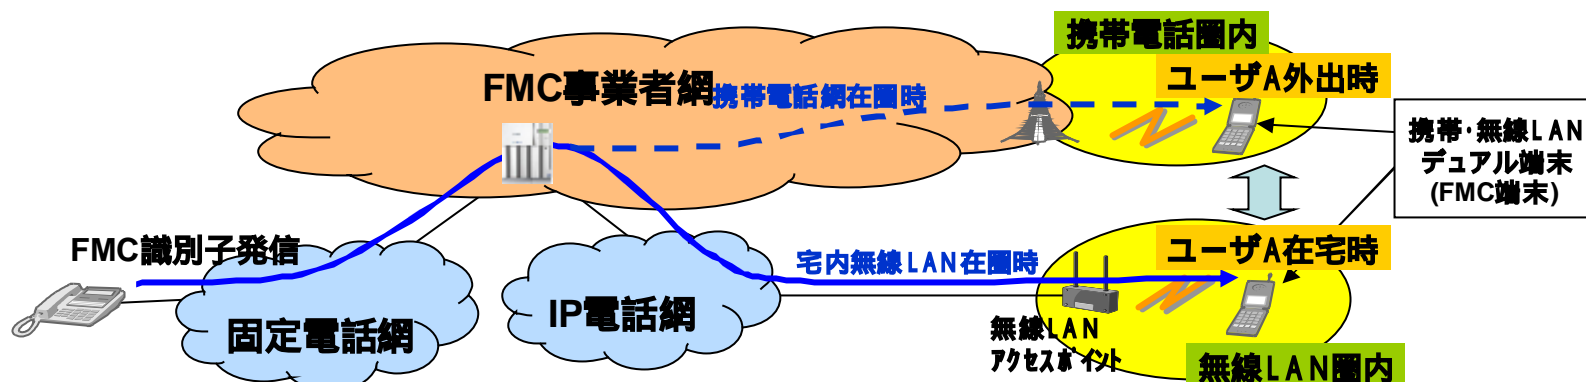 携帯電話圏内
FMC事業者網
携帯電話網在圏時
ユーザA外出時
携帯・無線LAN
デュアル端末
(FMC端末)
FMC識別子発信
宅内無線LAN在圏時
ユーザA在宅時
固定電話網
IP電話網
無線LAN
アクセスポイント
無線LAN圏内